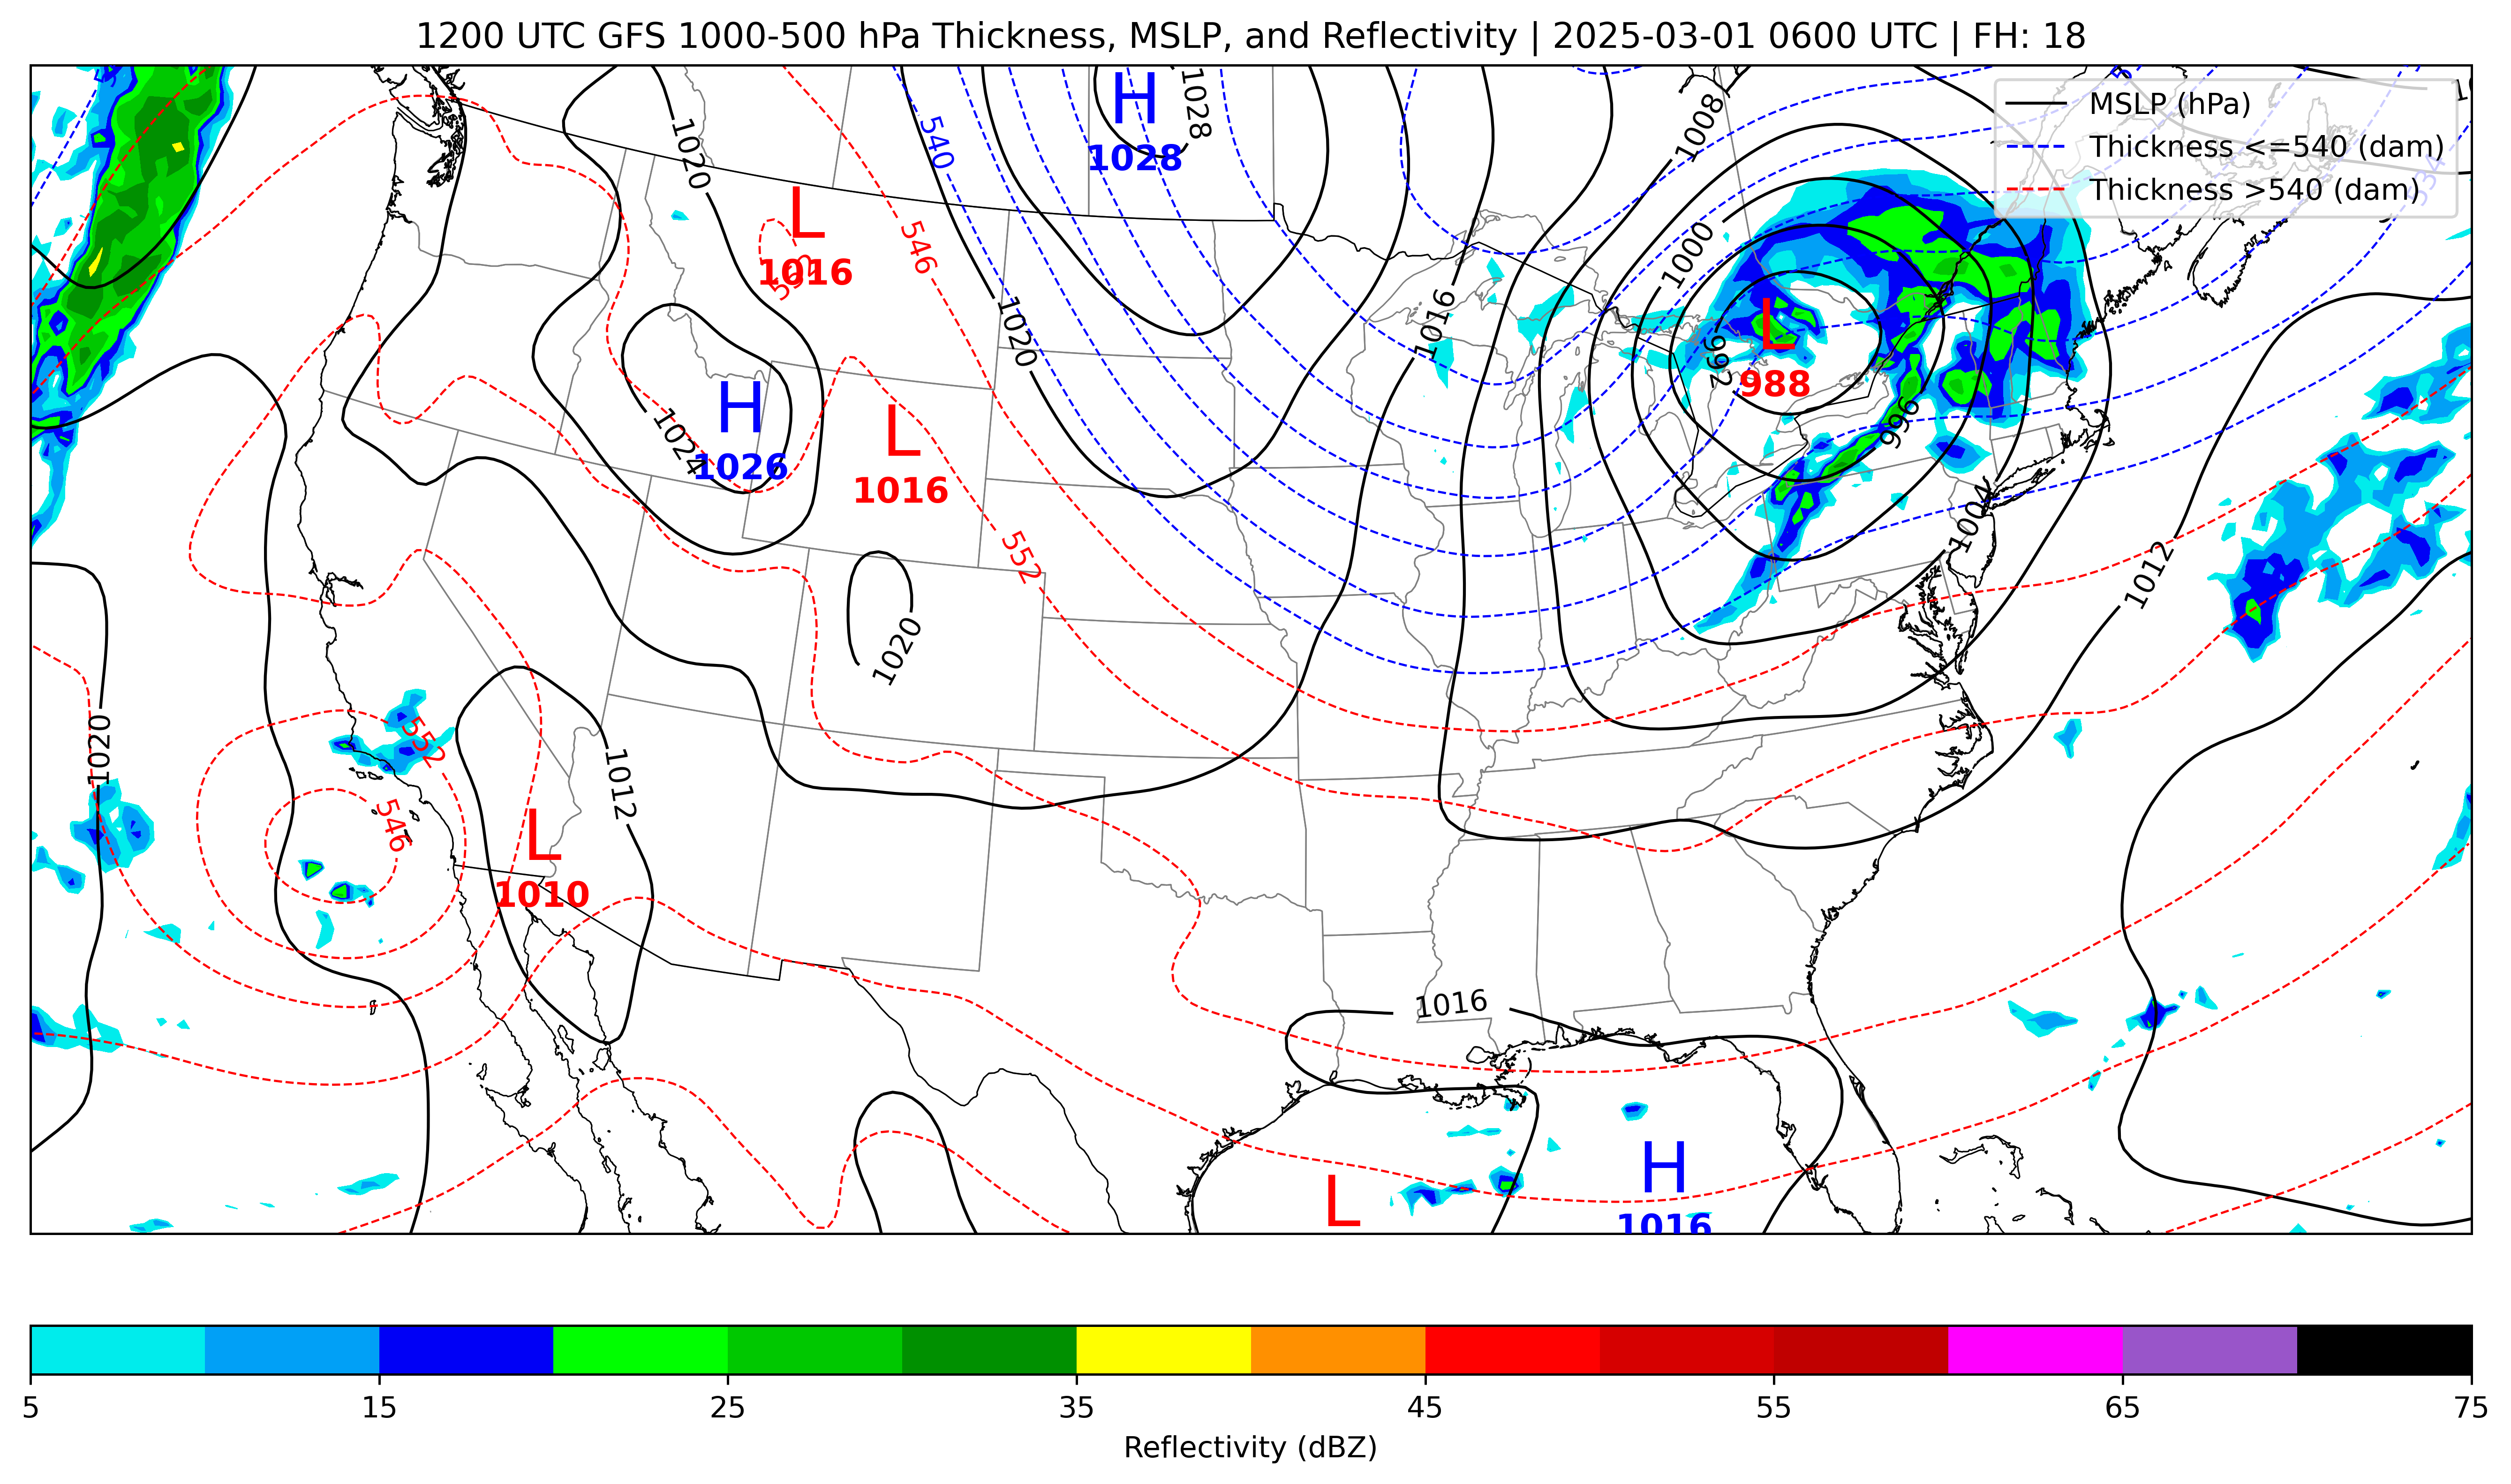 1200 UTC GFS 1000-500 hPa Thickness, MSLP, and Reflectivity | 2025-03-01 0600 UTC | FH: 18
MSLP (hPa)
Thickness <=540 (dam)
Thickness >540 (dam)
H
1028
1028
1020
540
1008
534
L
1016
546
1000
1020
1016
L
988
992
H
1026
1024
L
1016
996
552
1004
1012
1020
1020
552
1012
546
L
1010
1016
H
1016
L
5
15
25
35
45
55
65
75
Reflectivity (dBZ)